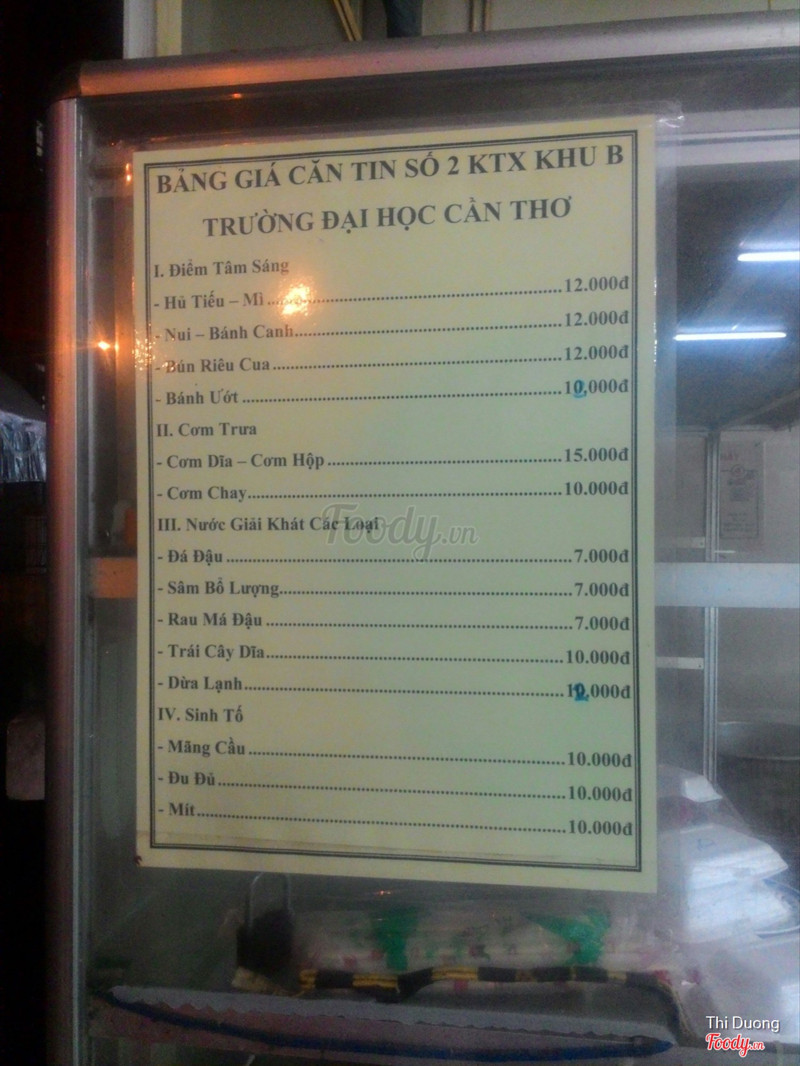 BẢNG GIÁ CĂN TIN SỐ 2 KTX KHU B
TRƯỜNG ĐẠI HỌC CẦN THƠ
I. Điểm Tâm Sáng
- Hủ Tiếu – Mì 12.000đ
- Nui – Bánh Canh 12.000đ
- Bún Riêu Cua 12.000đ
- Bánh Ướt 12.000đ
II. Cơm Trưa
- Cơm Dĩa – Cơm Hộp 15.000đ
- Cơm Chay 10.000đ
III. Nước Giải Khát Các Loại
- Đá Đậu 7.000đ
- Sâm Bổ Lượng 7.000đ
- Rau Má Đậu 7.000đ
- Trái Cây Dĩa 10.000đ
- Dừa Lạnh 12.000đ
IV. Sinh Tố
- Mãng Cầu 10.000đ
- Đu Đủ 10.000đ
- Mít 10.000đ
Foody.vn
Thi Duong
Foody.vn